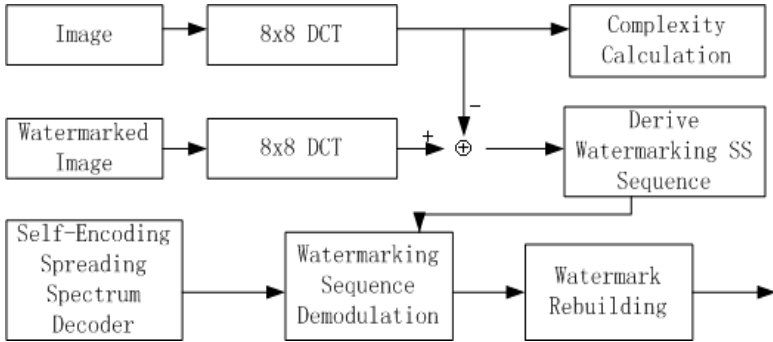 Image
8x8 DCT
Complexity
Calculation
−
Watermarked
Image
8x8 DCT
+
Derive
Watermarking SS
Sequence
Self-Encoding
Spreading
Spectrum
Decoder
Watermarking
Sequence
Demodulation
Watermark
Rebuilding